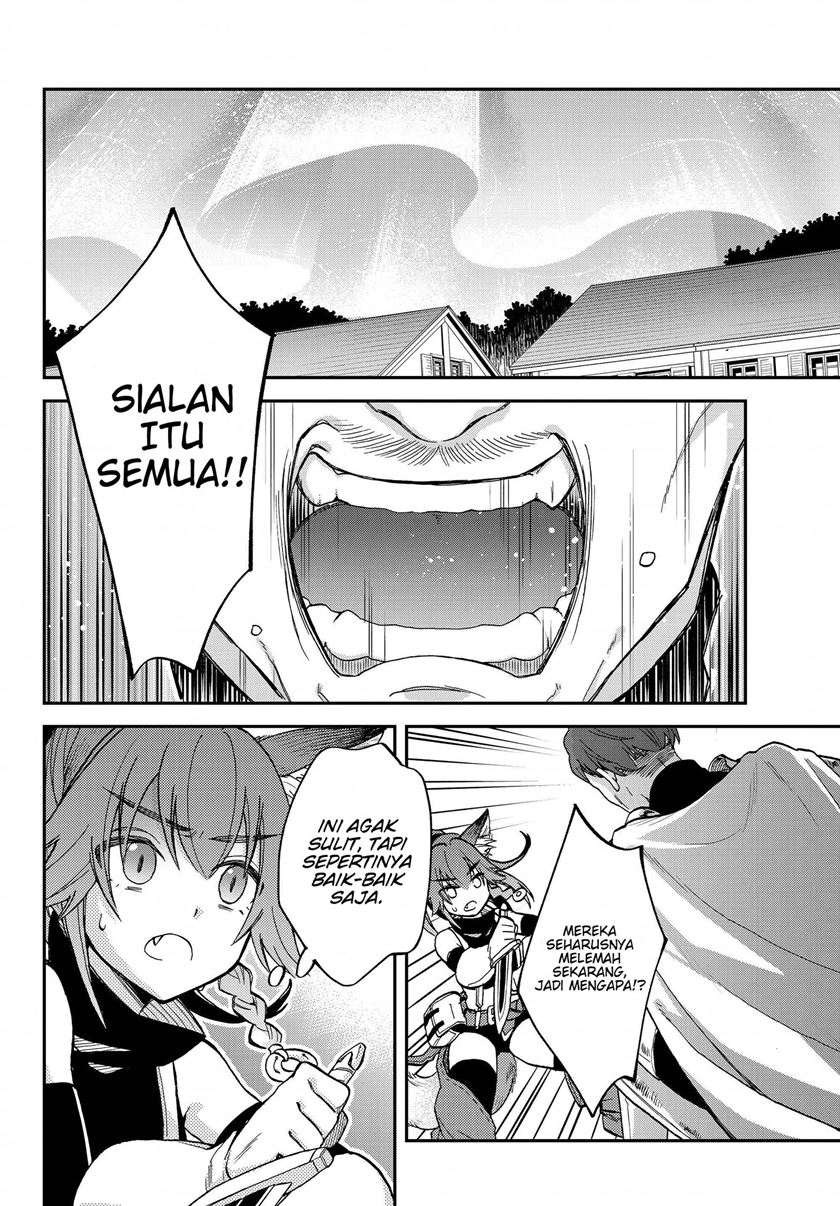 SIALAN
ITU
SEMUA!!
MEREKA
SEHARUSNYA
MELEMAH
SEKARANG,
JADI MENGAPA!?
INI AGAK
SULIT, TAPI
SEPERTINYA
BAIK-BAIK
SAJA.